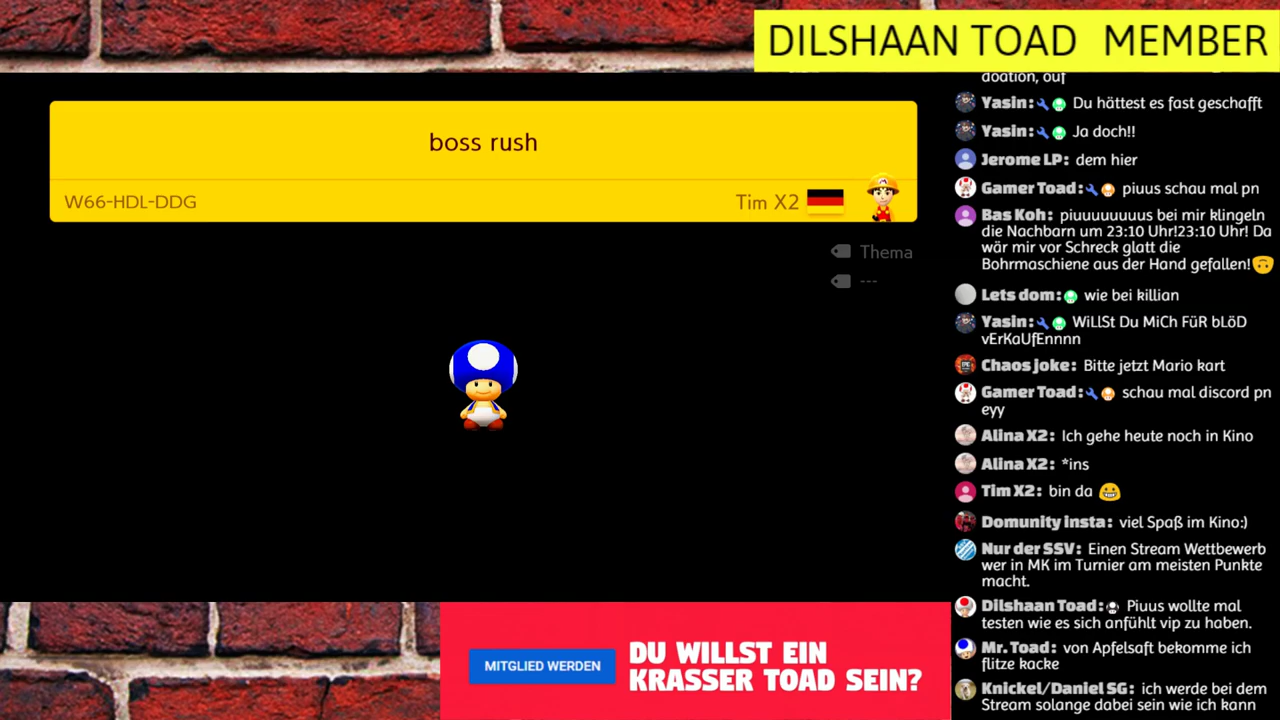 DILSHAAN TOAD MEMBER
boss rush
W66-HDL-DDG
Tim X2
Thema
---
doation, ouf
Yasin: Du hättest es fast geschafft
Yasin: Ja doch!!
Jerome LP: dem hier
Gamer Toad: piuus schau mal pn
Bas Koh: piuuuuuuuus bei mir klingeln
die Nachbarn um 23:10 Uhr!23:10 Uhr! Da
wär mir vor Schreck glatt die
Bohrmaschiene aus der Hand gefallen!
Lets dom: wie bei killian
Yasin: WiLlSt Du MiCh FüR bLöD
vErKaUfEnnnn
Chaos joke: Bitte jetzt Mario kart
Gamer Toad: schau mal discord pn
eyy
Alina X2: Ich gehe heute noch in Kino
Alina X2: *ins
Tim X2: bin da
Domunity insta: viel Spaß im Kino:)
Nur der SSV: Einen Stream Wettbewerb
wer in MK im Turnier am meisten Punkte
macht.
Dilshaan Toad: Piuus wollte mal
testen wie es sich anfühlt vip zu haben.
Mr. Toad: von Apfelsaft bekomme ich
flitze kacke
Knickel/Daniel SG: ich werde bei dem
Stream solange dabei sein wie ich kann
MITGLIED WERDEN
DU WILLST EIN
KRASSER TOAD SEIN?